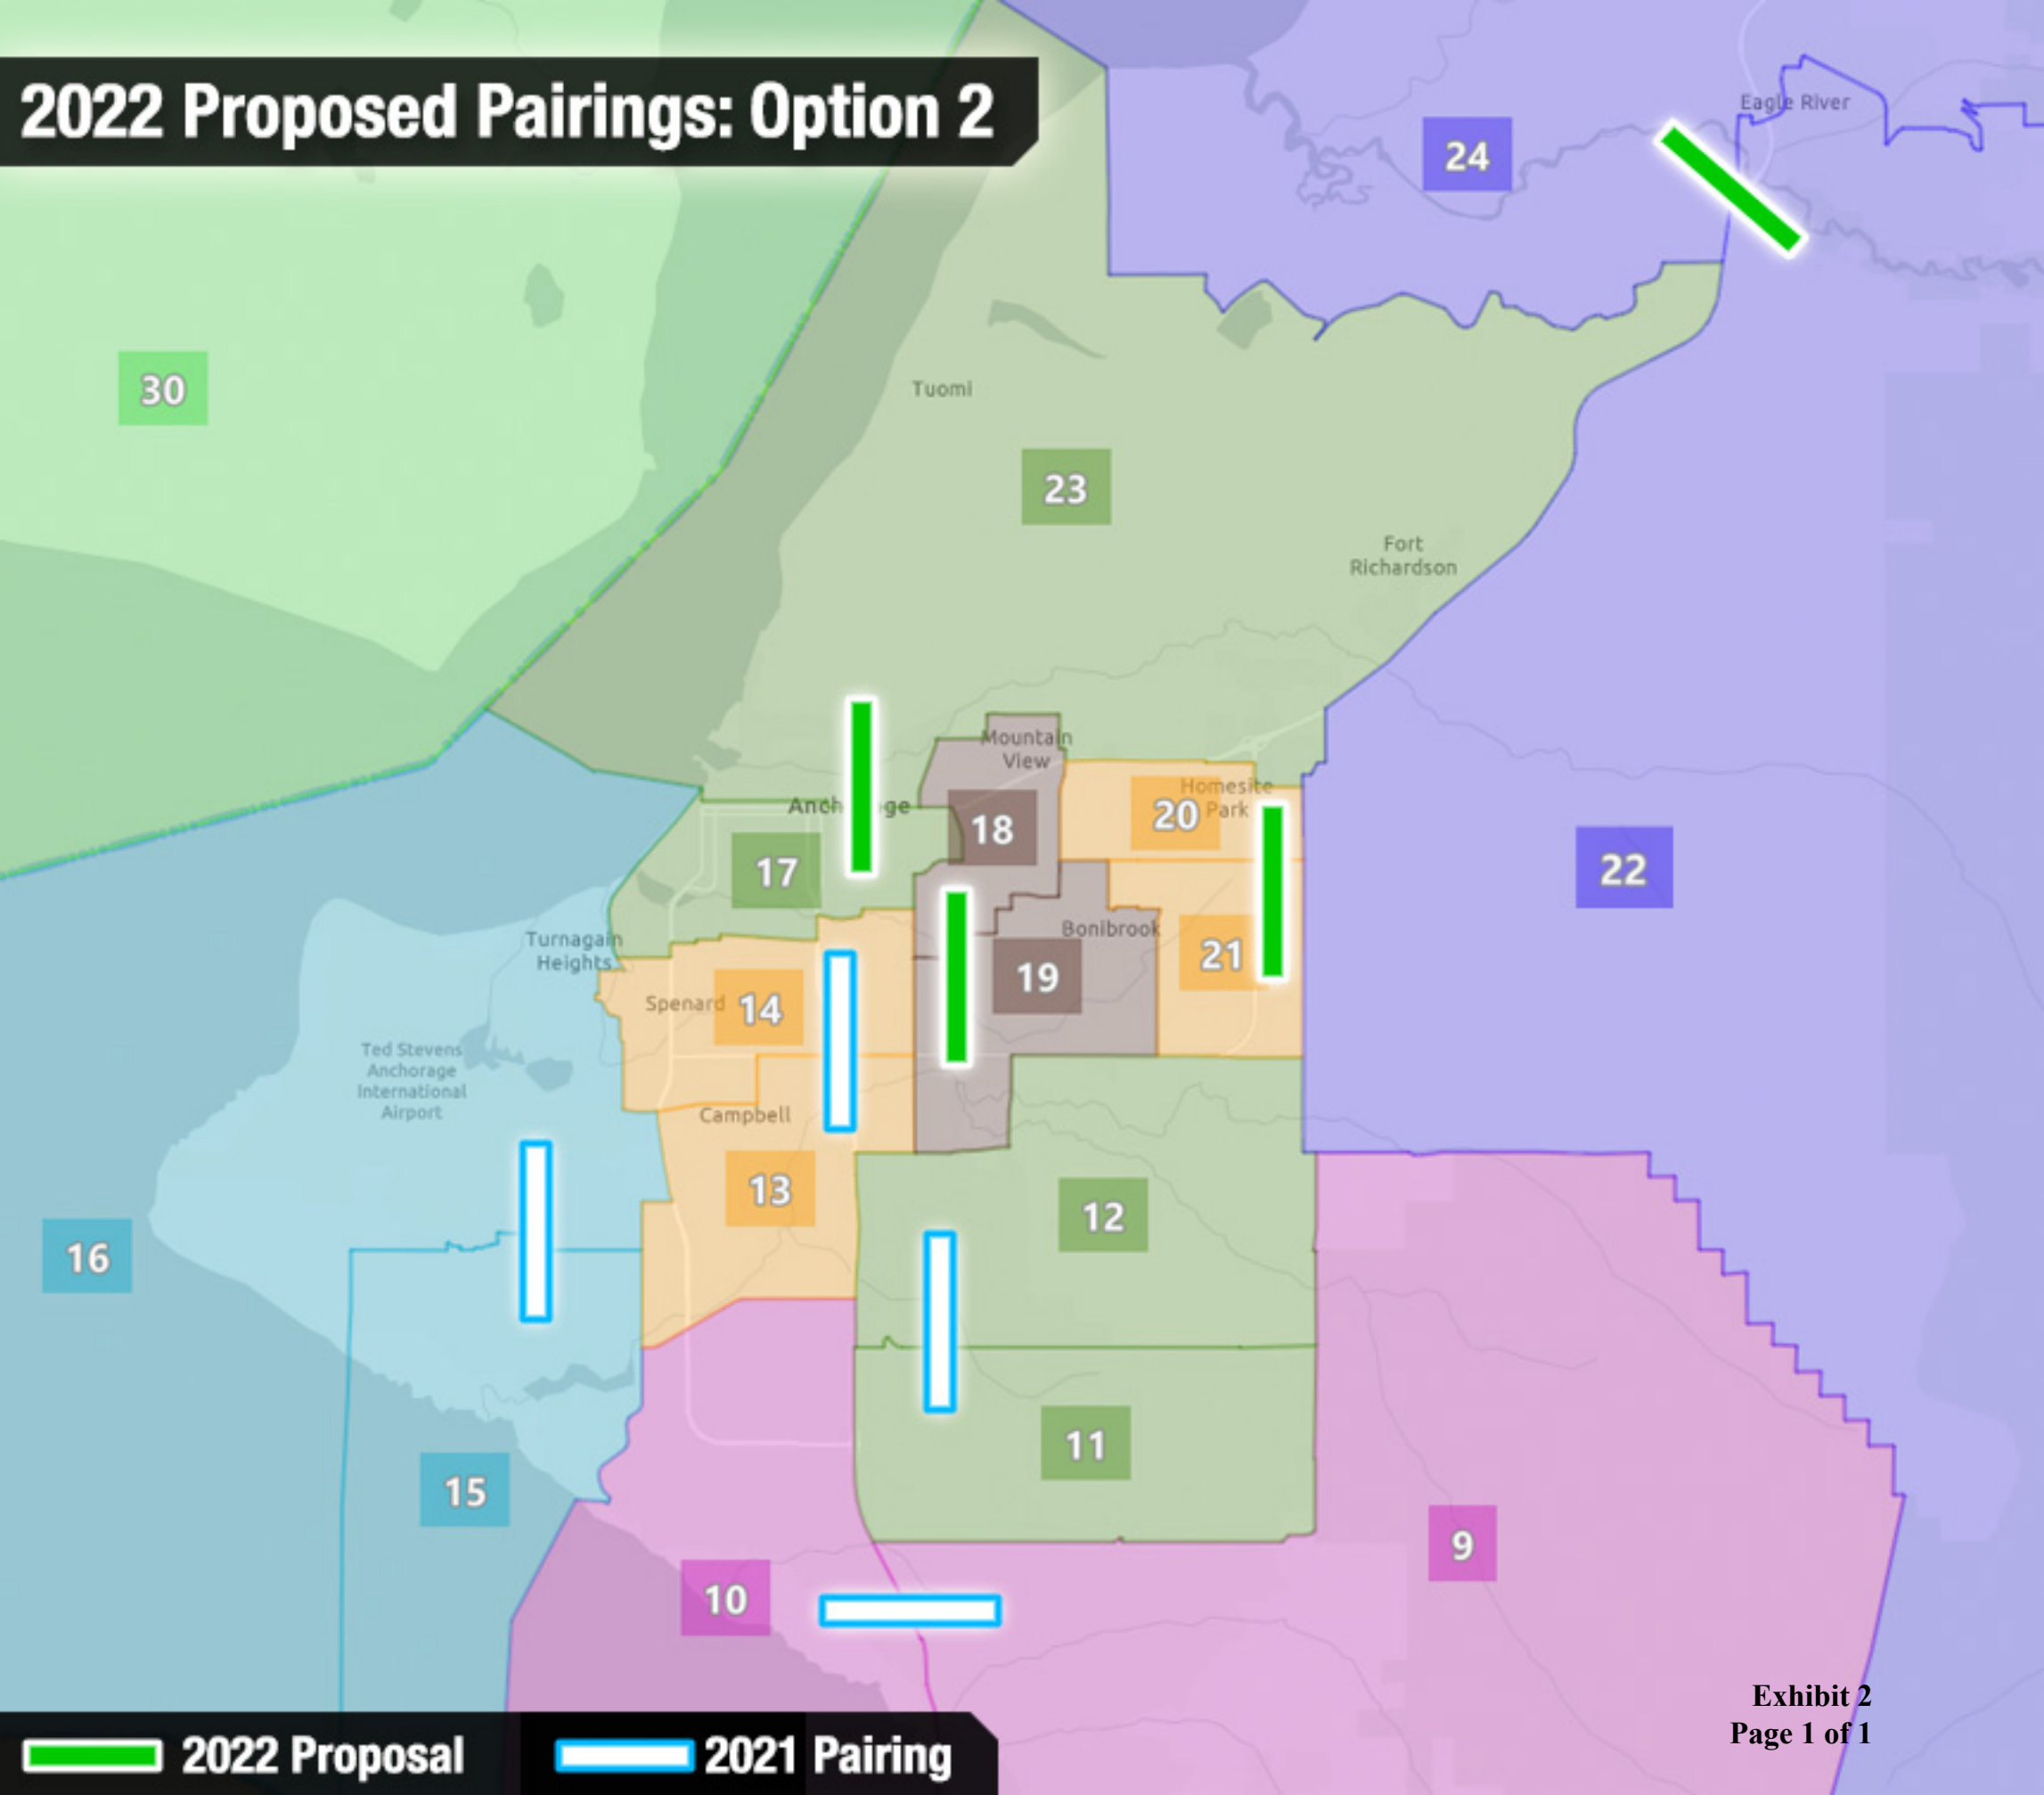 2022 Proposed Pairings: Option 2
Eagle River
24
30
Tuomi
23
Fort
Richardson
Mountain
View
Homesite
Park
Anch ge
20
18
17
22
Turnagain
Heights
Bonibrook
21
19
Spenard
14
Ted Stevens
Anchorage
International
Airport
Campbell
13
12
16
11
15
9
10
Exhibit 2
Page 1 of 1
2022 Proposal
2021 Pairing